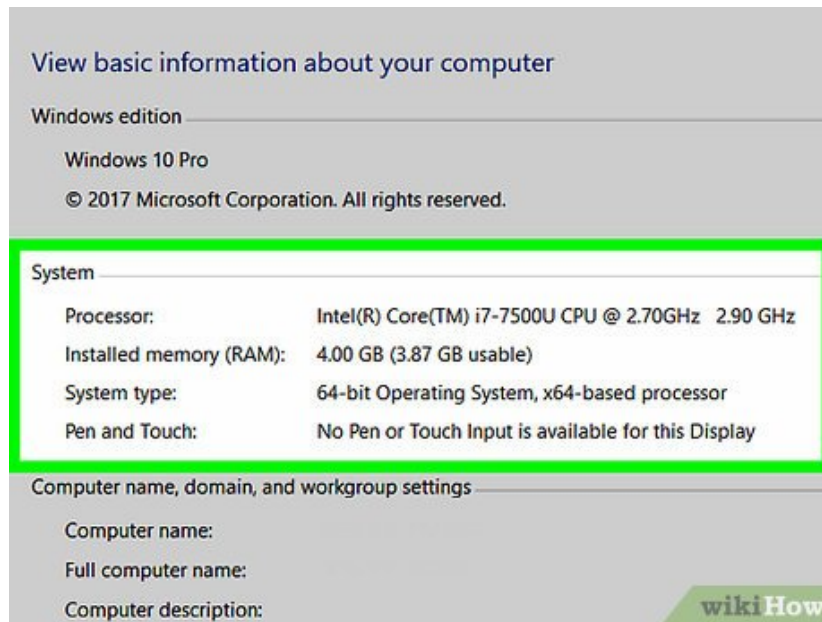 View basic information about your computer
Windows edition
Windows 10 Pro
© 2017 Microsoft Corporation. All rights reserved.
System
Processor: Intel(R) Core(TM) i7-7500U CPU @ 2.70GHz 2.90 GHz
Installed memory (RAM): 4.00 GB (3.87 GB usable)
System type: 64-bit Operating System, x64-based processor
Pen and Touch: No Pen or Touch Input is available for this Display
Computer name, domain, and workgroup settings
Computer name:
Full computer name:
Computer description:
wikiHow